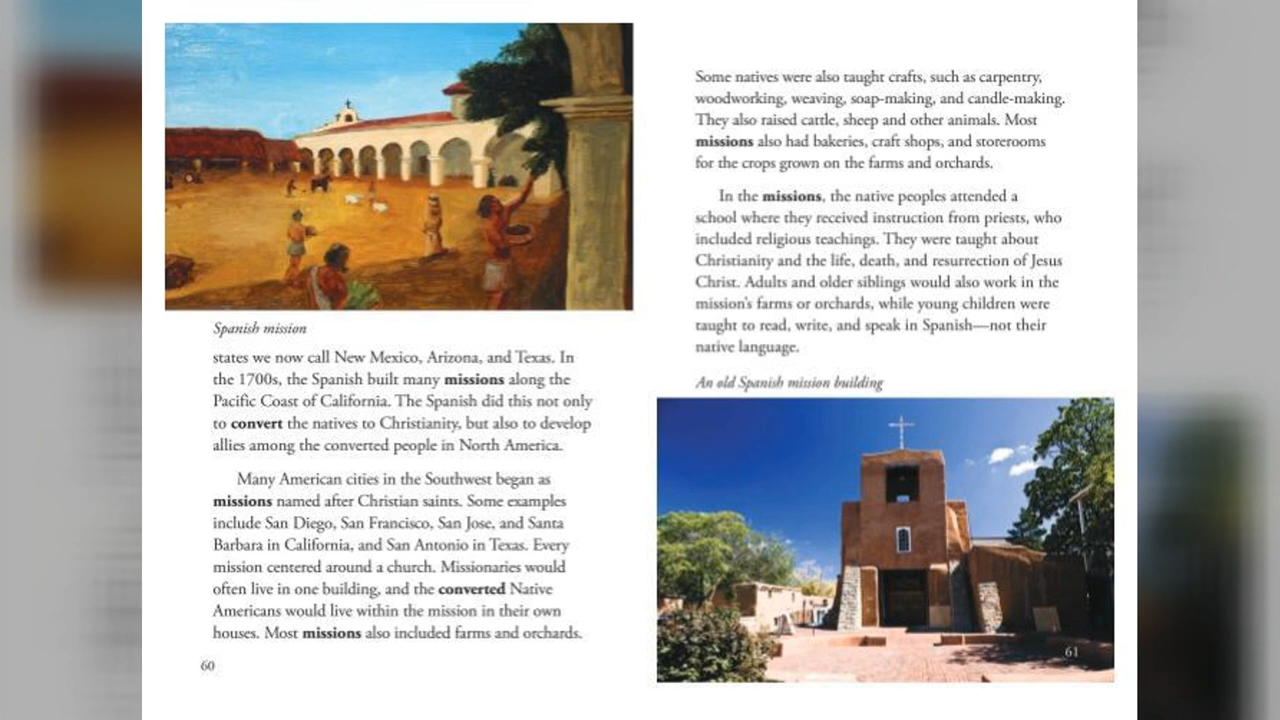 Spanish mission
states we now call New Mexico, Arizona, and Texas. In
the 1700s, the Spanish built many missions along the
Pacific Coast of California. The Spanish did this not only
to convert the natives to Christianity, but also to develop
allies among the converted people in North America.
Many American cities in the Southwest began as
missions named after Christian saints. Some examples
include San Diego, San Francisco, San Jose, and Santa
Barbara in California, and San Antonio in Texas. Every
mission centered around a church. Missionaries would
often live in one building, and the converted Native
Americans would live within the mission in their own
houses. Most missions also included farms and orchards.
60
Some natives were also taught crafts, such as carpentry,
woodworking, weaving, soap-making, and candle-making.
They also raised cattle, sheep and other animals. Most
missions also had bakeries, craft shops, and storerooms
for the crops grown on the farms and orchards.
In the missions, the native peoples attended a
school where they received instruction from priests, who
included religious teachings. They were taught about
Christianity and the life, death, and resurrection of Jesus
Christ. Adults and older siblings would also work in the
mission's farms or orchards, while young children were
taught to read, write, and speak in Spanish—not their
native language.
An old Spanish mission building
61